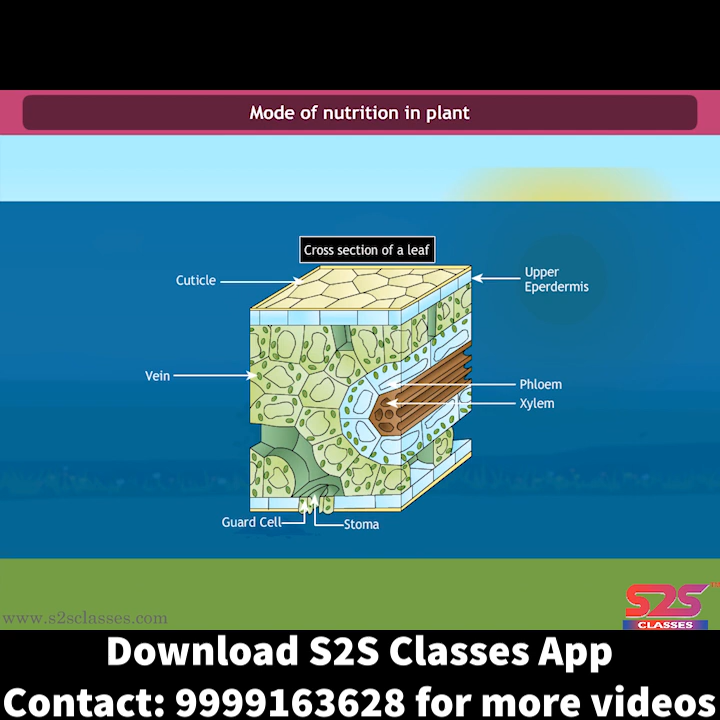 Mode of nutrition in plant
Cross section of a leaf
Cuticle
Upper
Eperdermis
Vein
Phloem
Xylem
Guard Cell
Stoma
www.s2sclasses.com
S2S
TM
CLASSES
Download S2S Classes App
Contact: 9999163628 for more videos